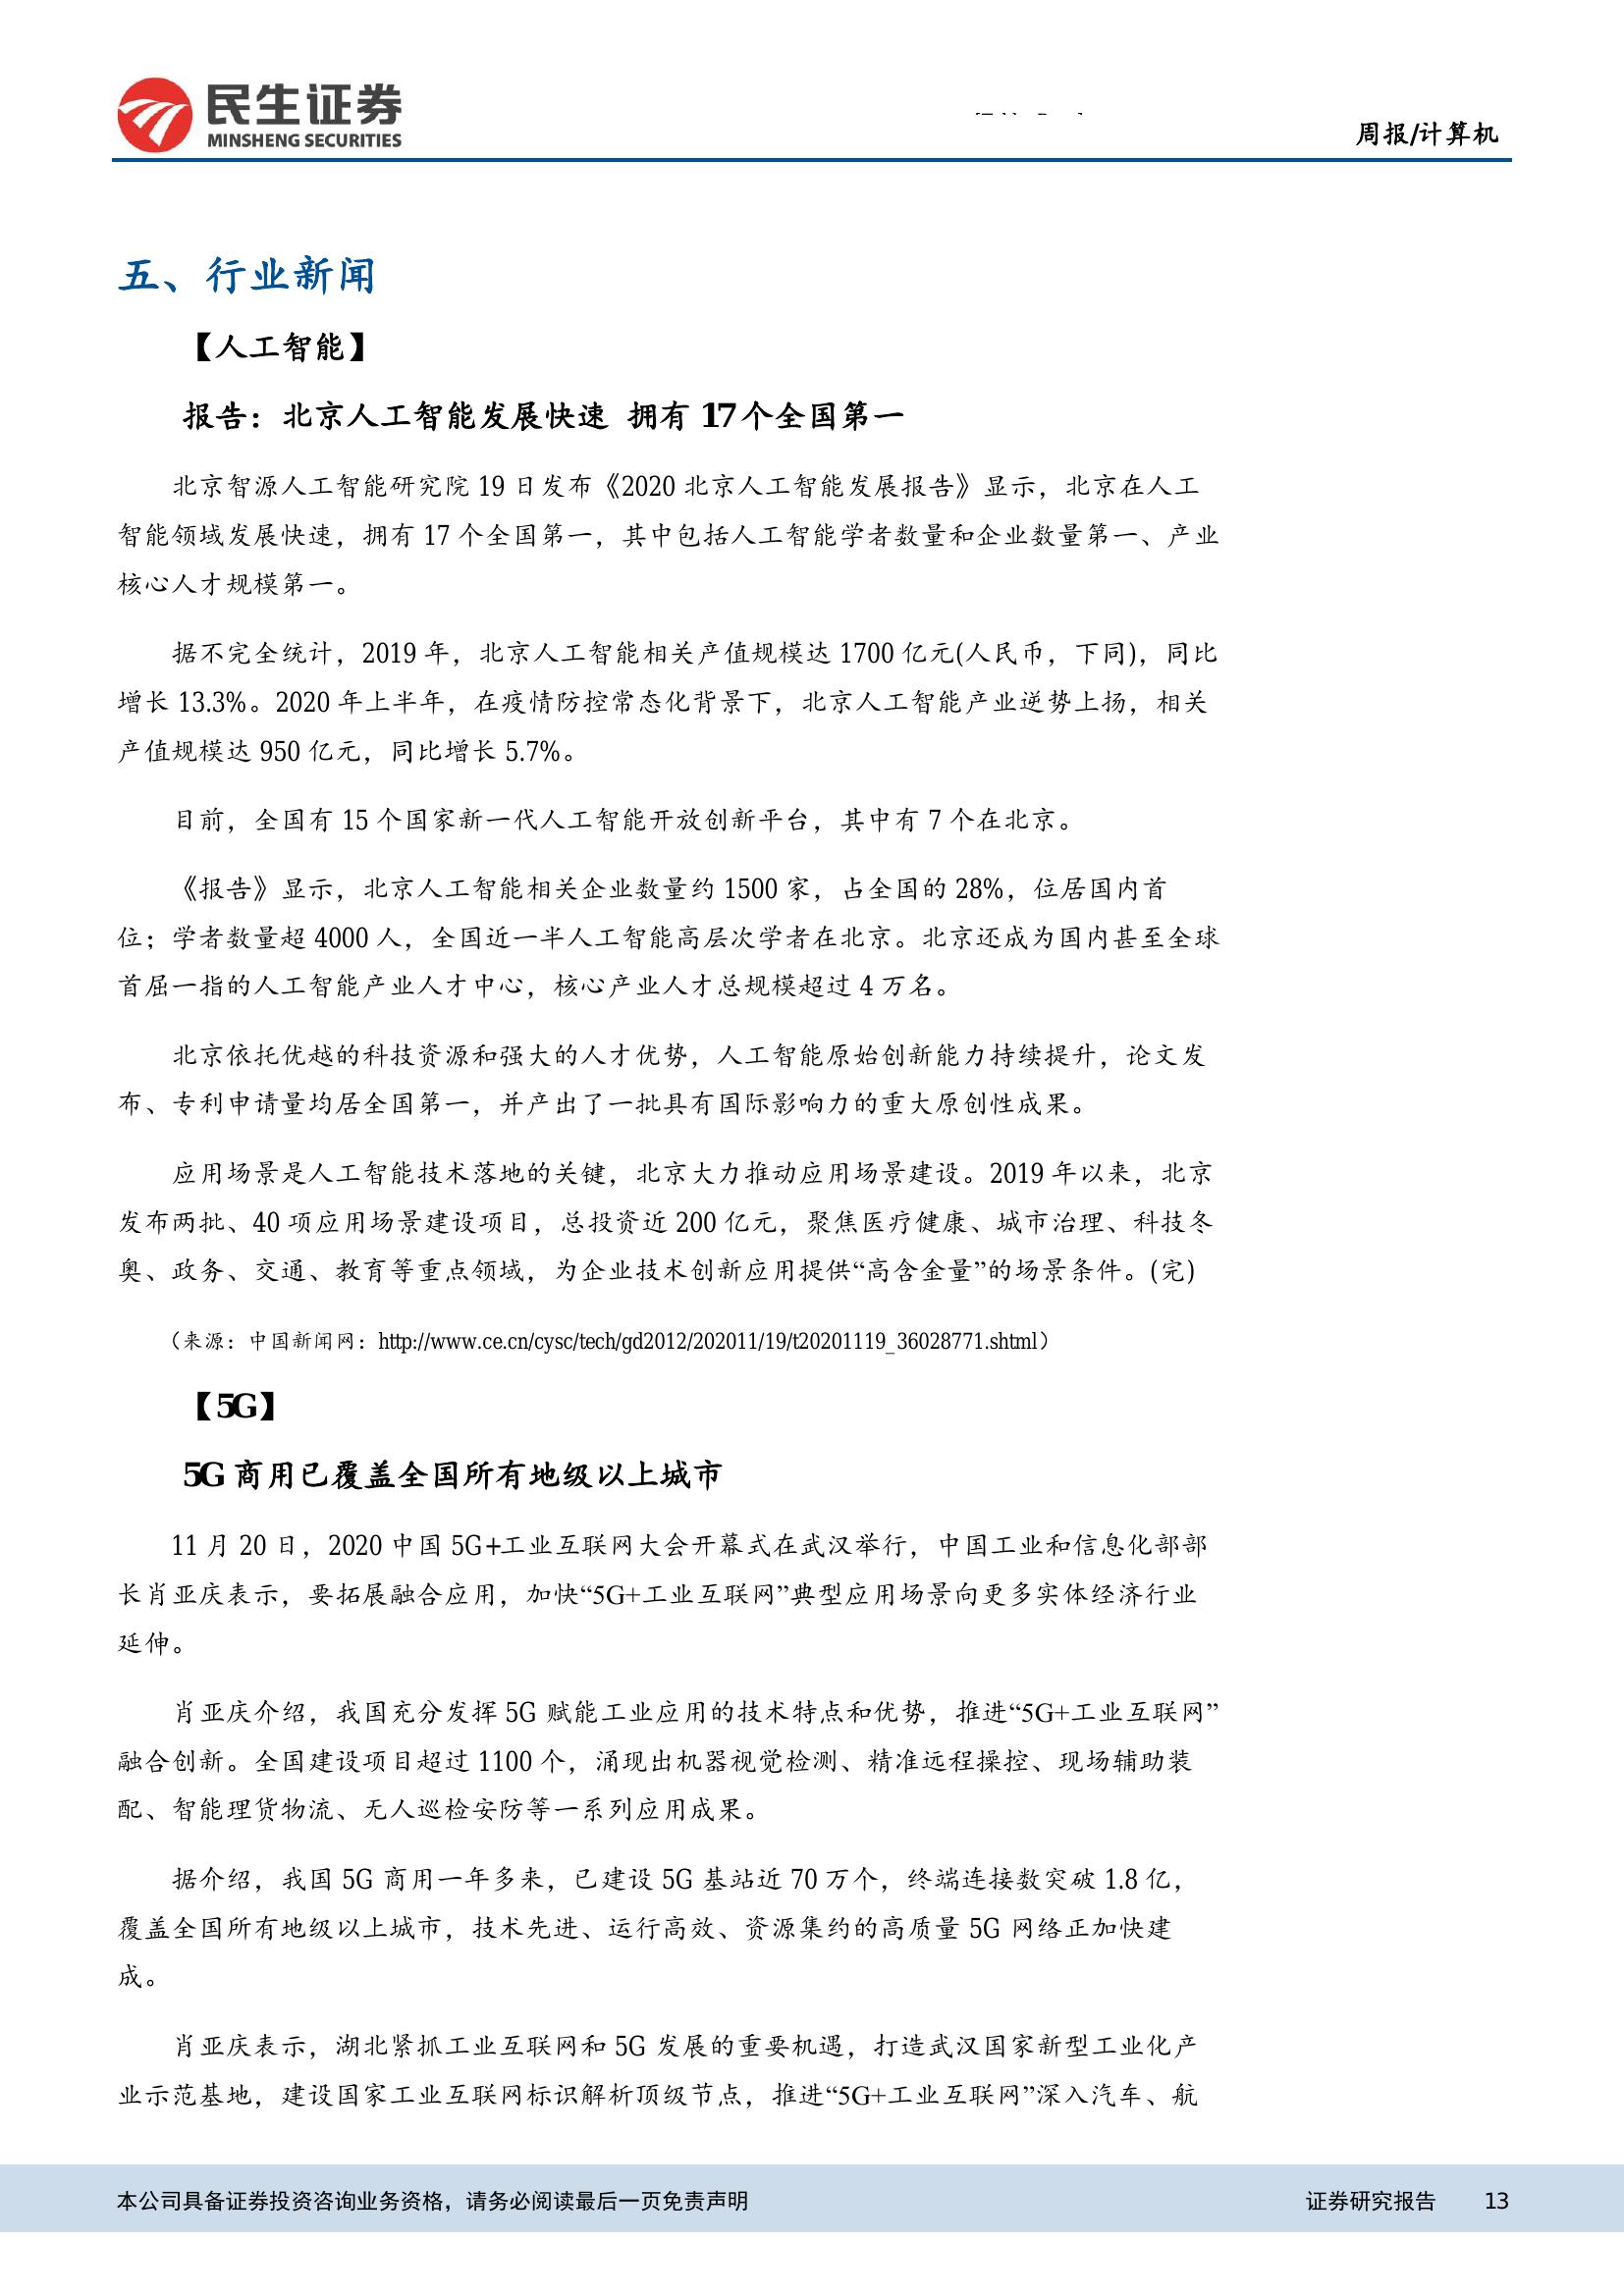 民生证券
MINSHENG SECURITIES
周报/计算机
五、行业新闻
【人工智能】
报告：北京人工智能发展快速 拥有 17个全国第一
北京智源人工智能研究院 19 日发布《2020 北京人工智能发展报告》显示，北京在人工
智能领域发展快速，拥有 17 个全国第一，其中包括人工智能学者数量和企业数量第一、产业
核心人才规模第一。
据不完全统计，2019 年，北京人工智能相关产值规模达 1700 亿元(人民币，下同)，同比
增长 13.3%。2020 年上半年，在疫情防控常态化背景下，北京人工智能产业逆势上扬，相关
产值规模达 950 亿元，同比增长 5.7%。
目前，全国有 15 个国家新一代人工智能开放创新平台，其中有 7 个在北京。
《报告》显示，北京人工智能相关企业数量约 1500 家，占全国的 28%，位居国内首
位；学者数量超 4000 人，全国近一半人工智能高层次学者在北京。北京还成为国内甚至全球
首屈一指的人工智能产业人才中心，核心产业人才总规模超过 4 万名。
北京依托优越的科技资源和强大的人才优势，人工智能原始创新能力持续提升，论文发
布、专利申请量均居全国第一，并产出了一批具有国际影响力的重大原创性成果。
应用场景是人工智能技术落地的关键，北京大力推动应用场景建设。2019 年以来，北京
发布两批、40 项应用场景建设项目，总投资近 200 亿元，聚焦医疗健康、城市治理、科技冬
奥、政务、交通、教育等重点领域，为企业技术创新应用提供“高含金量”的场景条件。(完)
（来源：中国新闻网：http://www.ce.cn/cysc/tech/gd2012/202011/19/t20201119_36028771.shtml）
【5G】
5G 商用已覆盖全国所有地级以上城市
11 月 20 日，2020 中国 5G+工业互联网大会开幕式在武汉举行，中国工业和信息化部部
长肖亚庆表示，要拓展融合应用，加快“5G+工业互联网”典型应用场景向更多实体经济行业
延伸。
肖亚庆介绍，我国充分发挥 5G 赋能工业应用的技术特点和优势，推进“5G+工业互联网”
融合创新。全国建设项目超过 1100 个，涌现出机器视觉检测、精准远程操控、现场辅助装
配、智能理货物流、无人巡检安防等一系列应用成果。
据介绍，我国 5G 商用一年多来，已建设 5G 基站近 70 万个，终端连接数突破 1.8 亿，
覆盖全国所有地级以上城市，技术先进、运行高效、资源集约的高质量 5G 网络正加快建
成。
肖亚庆表示，湖北紧抓工业互联网和 5G 发展的重要机遇，打造武汉国家新型工业化产
业示范基地，建设国家工业互联网标识解析顶级节点，推进“5G+工业互联网”深入汽车、航
本公司具备证券投资咨询业务资格，请务必阅读最后一页免责声明 证券研究报告 13